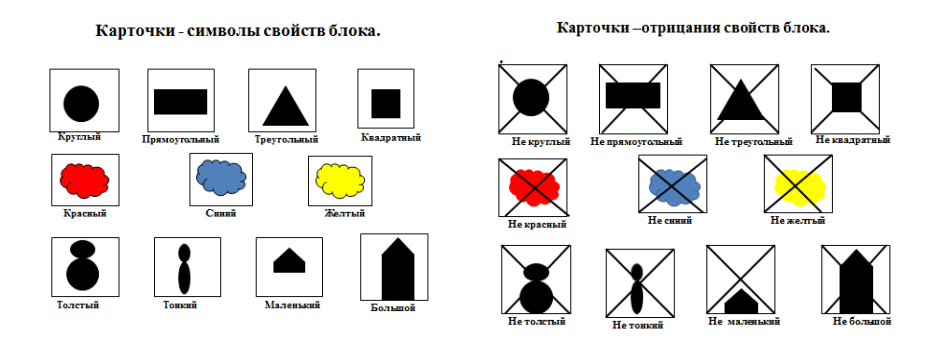 Карточки - символы свойств блока.
Круглый
Прямоугольный
Треугольный
Квадратный
Красный
Синий
Желтый
Толстый
Тонкий
Маленький
Большой
Карточки –отрицания свойств блока.
Не круглый
Не прямоугольный
Не треугольный
Не квадратный
Не красный
Не синий
Не желтый
Не толстый
Не тонкий
Не маленький
Не большой